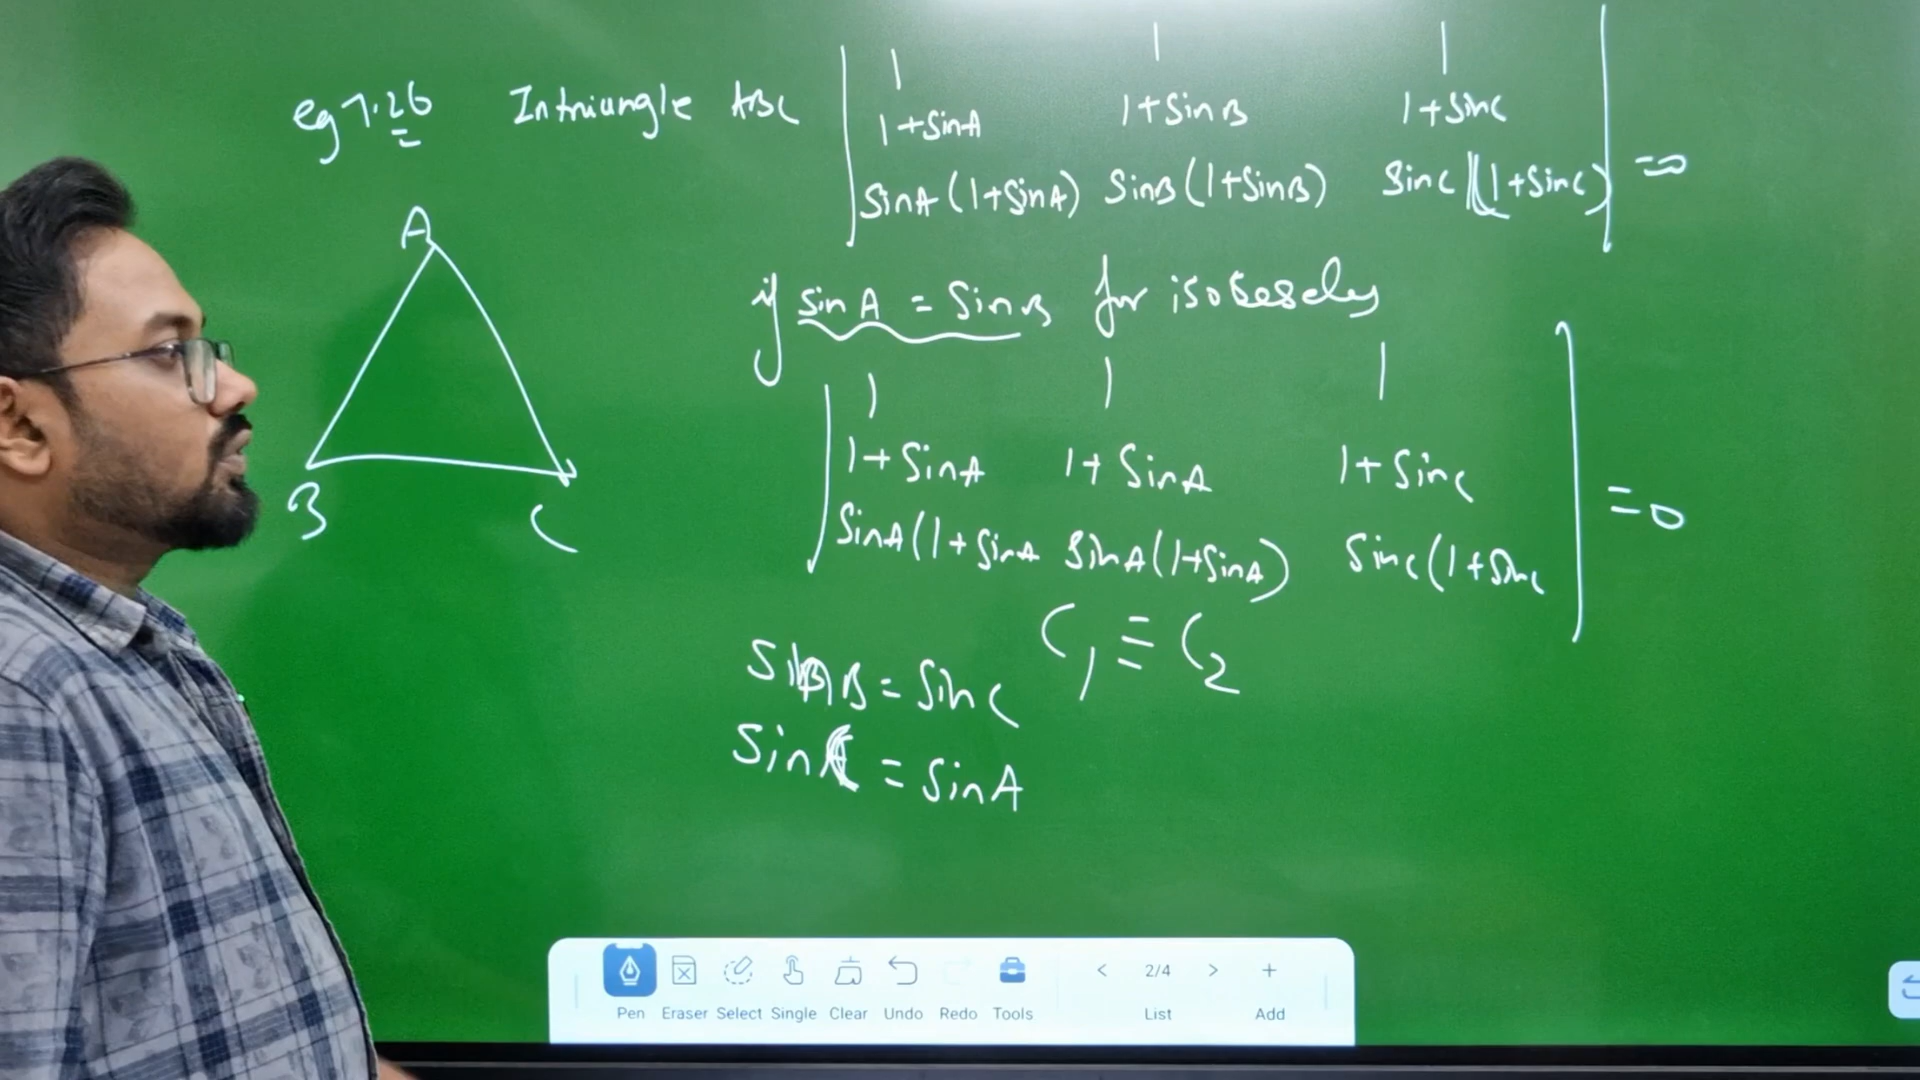 eg 7.26 In triangle ABC
| 1 1 1 |
| 1+SinA 1+SinB 1+SinC | =0
| SinA(1+SinA) SinB(1+SinB) SinC(1+SinC) |
A
B C
if sinA = SinB for isosesely
| 1 1 1 |
| 1+SinA 1+SinA 1+SinC | =0
| SinA(1+SinA SinA(1+SinA) SinC(1+SinC |
C1 ≡ C2
SinB = SinC
SinC = SinA
Pen Eraser Select Single Clear Undo Redo Tools < 2/4 > +
List Add